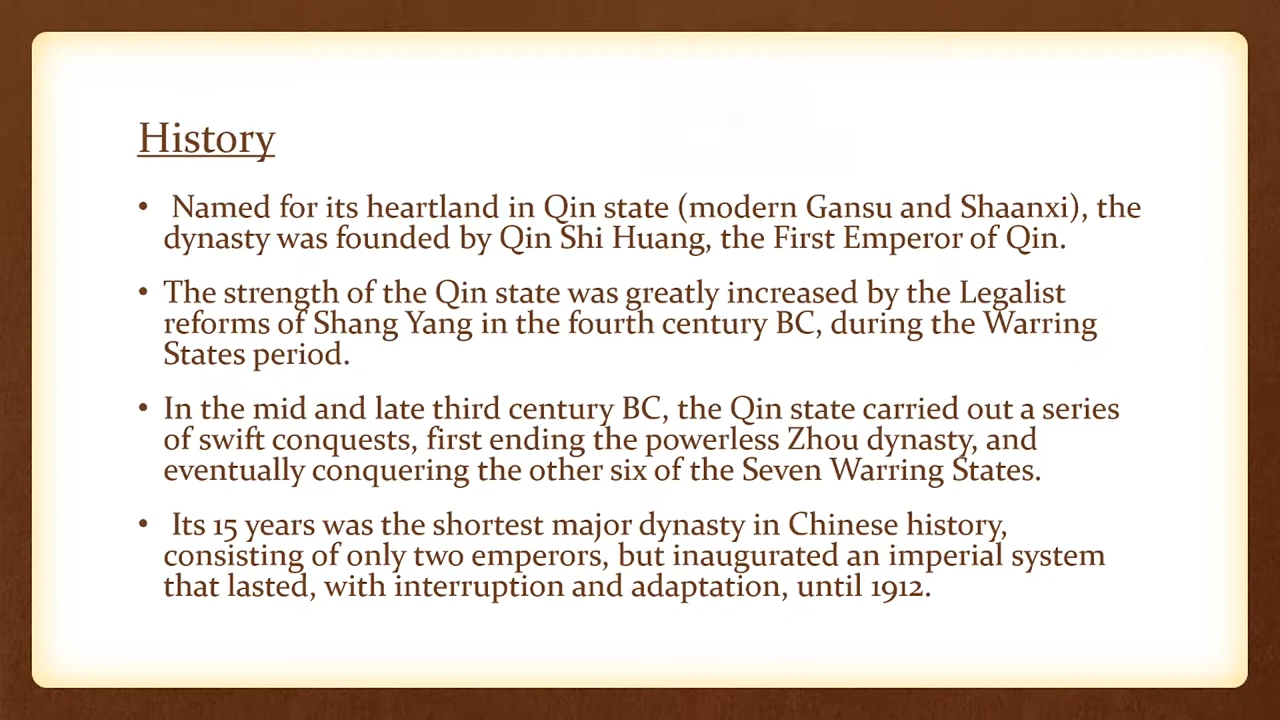 History
• Named for its heartland in Qin state (modern Gansu and Shaanxi), the
dynasty was founded by Qin Shi Huang, the First Emperor of Qin.
• The strength of the Qin state was greatly increased by the Legalist
reforms of Shang Yang in the fourth century BC, during the Warring
States period.
• In the mid and late third century BC, the Qin state carried out a series
of swift conquests, first ending the powerless Zhou dynasty, and
eventually conquering the other six of the Seven Warring States.
• Its 15 years was the shortest major dynasty in Chinese history,
consisting of only two emperors, but inaugurated an imperial system
that lasted, with interruption and adaptation, until 1912.